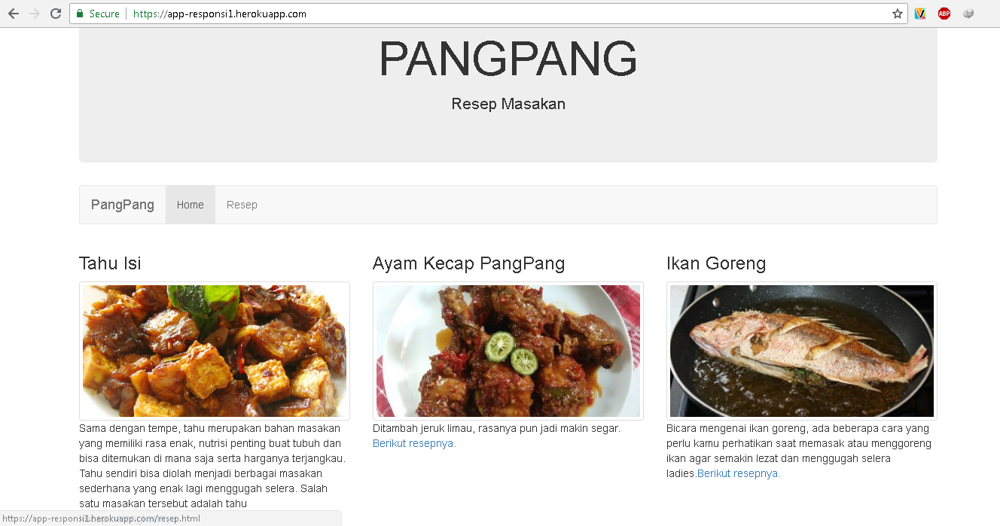 Secure
https://app-responsi1.herokuapp.com
ABP
PANGPANG
Resep Masakan
PangPang
Home
Resep
Tahu Isi
Sama dengan tempe, tahu merupakan bahan masakan
yang memiliki rasa enak, nutrisi penting buat tubuh dan
bisa ditemukan di mana saja serta harganya terjangkau.
Tahu sendiri bisa diolah menjadi berbagai masakan
sederhana yang enak lagi menggugah selera. Salah
satu masakan tersebut adalah tahu
Ayam Kecap PangPang
Ditambah jeruk limau, rasanya pun jadi makin segar.
Berikut resepnya.
Ikan Goreng
Bicara mengenai ikan goreng, ada beberapa cara yang
perlu kamu perhatikan saat memasak atau menggoreng
ikan agar semakin lezat dan menggugah selera
ladies.Berikut resepnya.
https://app-responsi1.herokuapp.com/resep.html